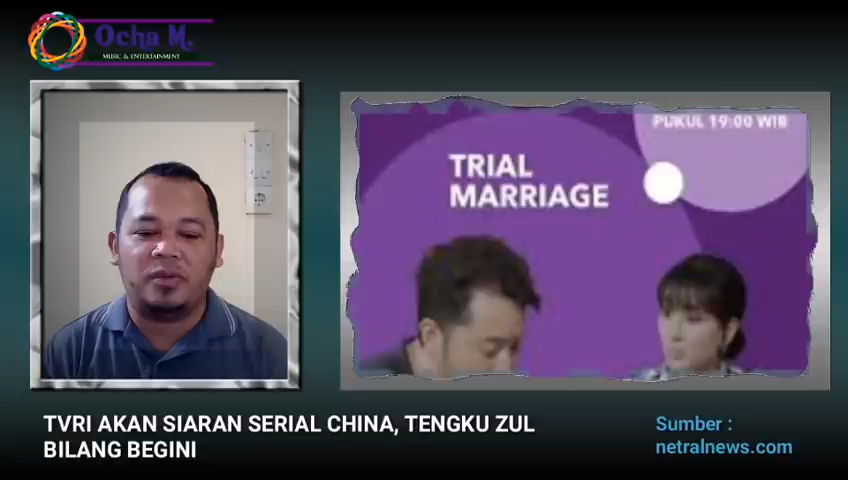 Ocha M.
MUSIC & ENTERTAINMENT
PUKUL 19:00 WIB
TRIAL
MARRIAGE
TVRI AKAN SIARAN SERIAL CHINA, TENGKU ZUL
BILANG BEGINI
Sumber :
netralnews.com